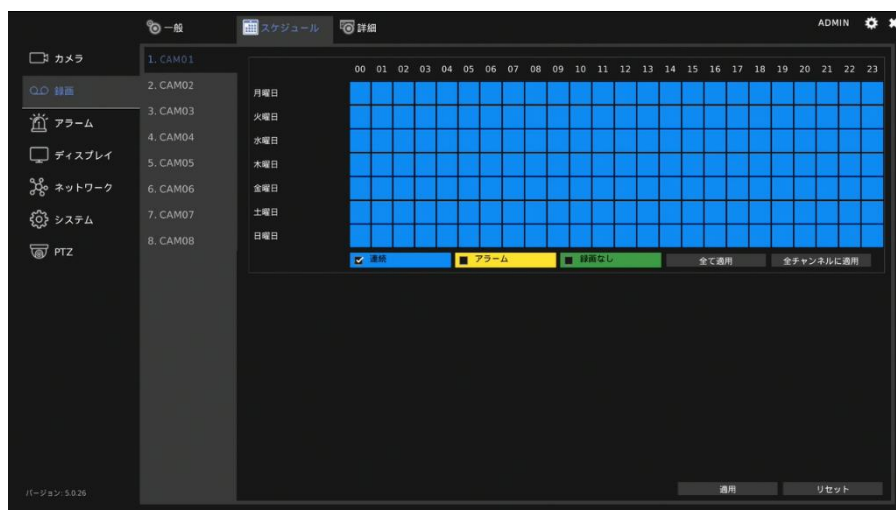 一般 スケジュール 詳細 ADMIN
カメラ
録画
アラーム
ディスプレイ
ネットワーク
システム
PTZ
1. CAM01
2. CAM02
3. CAM03
4. CAM04
5. CAM05
6. CAM06
7. CAM07
8. CAM08
00 01 02 03 04 05 06 07 08 09 10 11 12 13 14 15 16 17 18 19 20 21 22 23
月曜日
火曜日
水曜日
木曜日
金曜日
土曜日
日曜日
連続 アラーム 録画なし 全て適用 全チャンネルに適用
適用 リセット
バージョン: 5.0.26